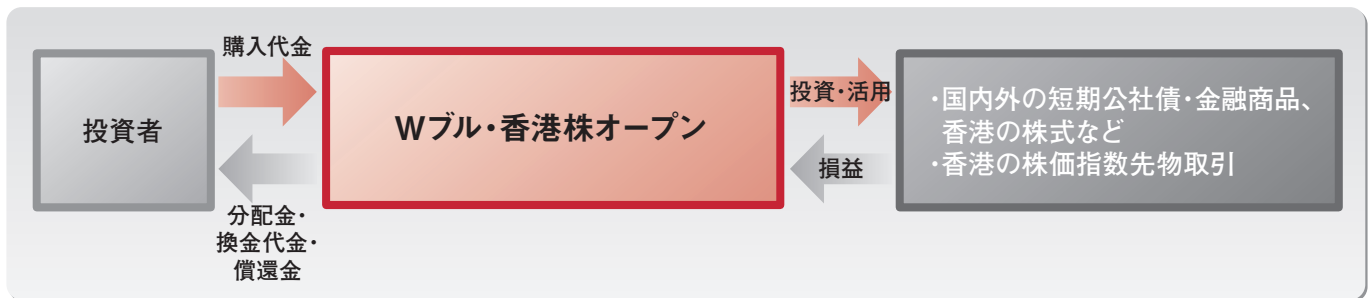 購入代金
投資者
Wブル・香港株オープン
分配金・
換金代金・
償還金
投資・活用
損益
・国内外の短期公社債・金融商品、
香港の株式など
・香港の株価指数先物取引